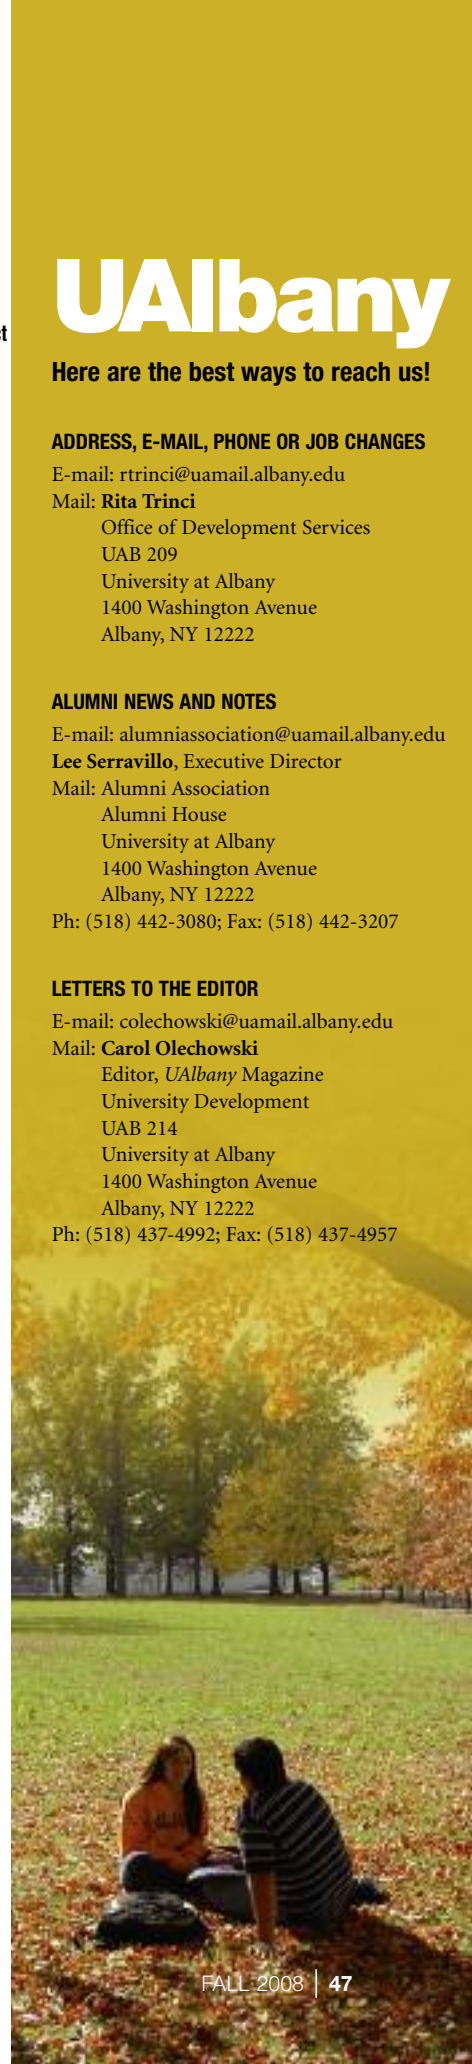 UAlbany
Here are the best ways to reach us!
ADDRESS, E-MAIL, PHONE OR JOB CHANGES
E-mail: rtrinci@uamail.albany.edu
Mail: Rita Trinci
Office of Development Services
UAB 209
University at Albany
1400 Washington Avenue
Albany, NY 12222
ALUMNI NEWS AND NOTES
E-mail: alumniassociation@uamail.albany.edu
Lee Serravillo, Executive Director
Mail: Alumni Association
Alumni House
University at Albany
1400 Washington Avenue
Albany, NY 12222
Ph: (518) 442-3080; Fax: (518) 442-3207
LETTERS TO THE EDITOR
E-mail: colechowski@uamail.albany.edu
Mail: Carol Olechowski
Editor, UAlbany Magazine
University Development
UAB 214
University at Albany
1400 Washington Avenue
Albany, NY 12222
Ph: (518) 437-4992; Fax: (518) 437-4957
FALL 2008 | 47